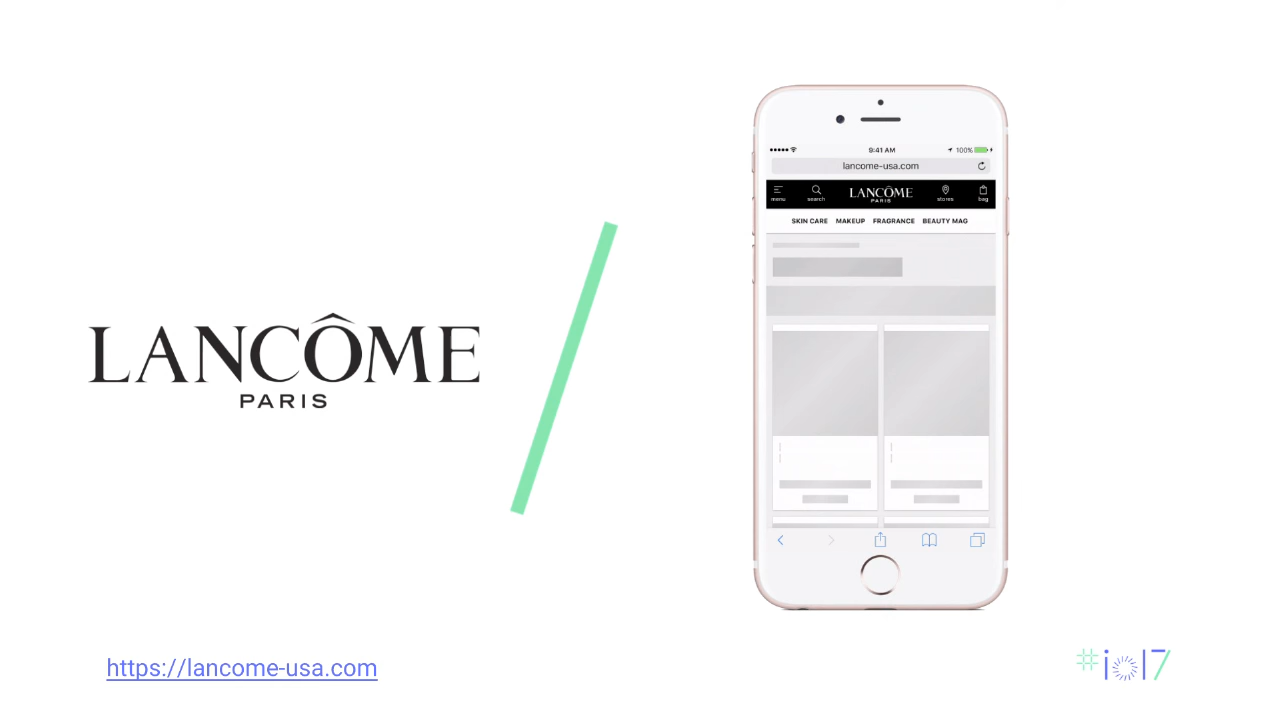 LANCÔME
PARIS
9:41 AM
100%
lancome-usa.com
menu
search
LANCÔME
PARIS
stores
bag
SKIN CARE MAKEUP FRAGRANCE BEAUTY MAG
https://lancome-usa.com
#io17